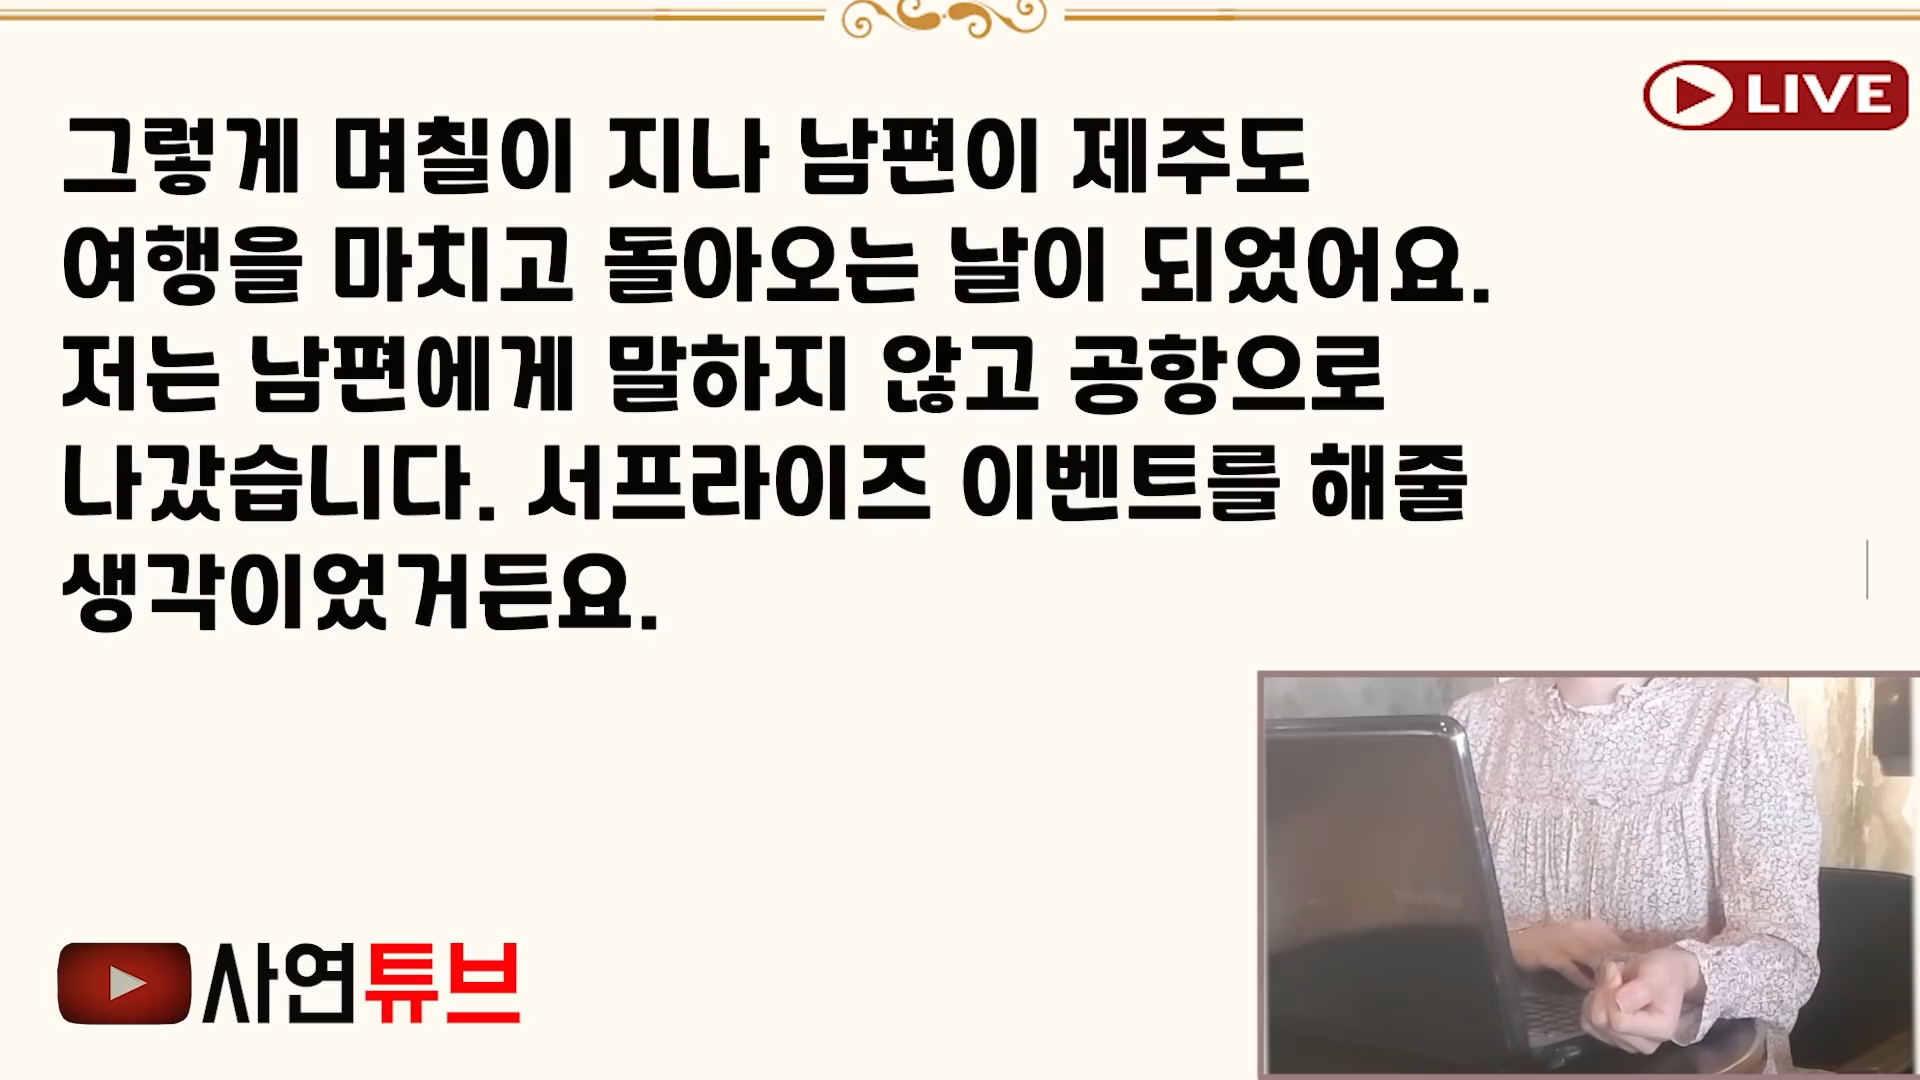 LIVE
그렇게 며칠이 지나 남편이 제주도
여행을 마치고 돌아오는 날이 되었어요.
저는 남편에게 말하지 않고 공항으로
나갔습니다. 서프라이즈 이벤트를 해줄
생각이었거든요.
사연튜브